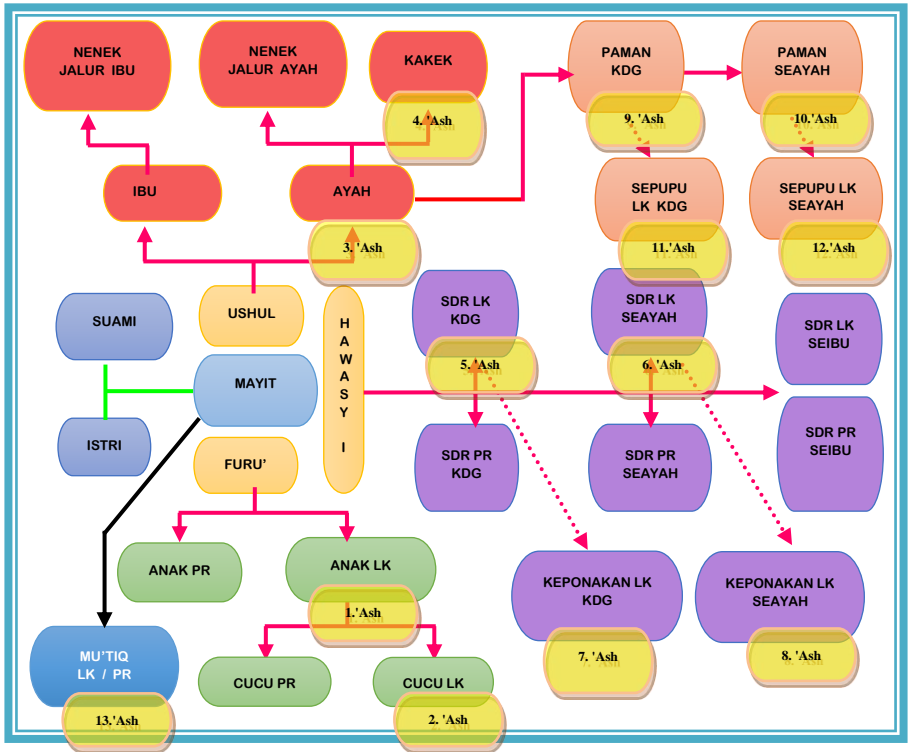 NENEK
JALUR IBU
NENEK
JALUR AYAH
KAKEK
4. 'Ash
PAMAN
KDG
9. 'Ash
PAMAN
SEAYAH
10.'Ash
IBU
AYAH
3. 'Ash
SEPUPU
LK KDG
11.'Ash
SEPUPU LK
SEAYAH
12.'Ash
SUAMI
USHUL
MAYIT
ISTRI
FURU'
H
A
W
A
S
Y
I
SDR LK
KDG
5. 'Ash
SDR LK
SEAYAH
6. 'Ash
SDR LK
SEIBU
SDR PR
KDG
SDR PR
SEAYAH
SDR PR
SEIBU
ANAK PR
ANAK LK
1.'Ash
CUCU PR
CUCU LK
2. 'Ash
KEPONAKAN LK
KDG
7. 'Ash
KEPONAKAN LK
SEAYAH
8. 'Ash
MU'TIQ
LK / PR
13.'Ash